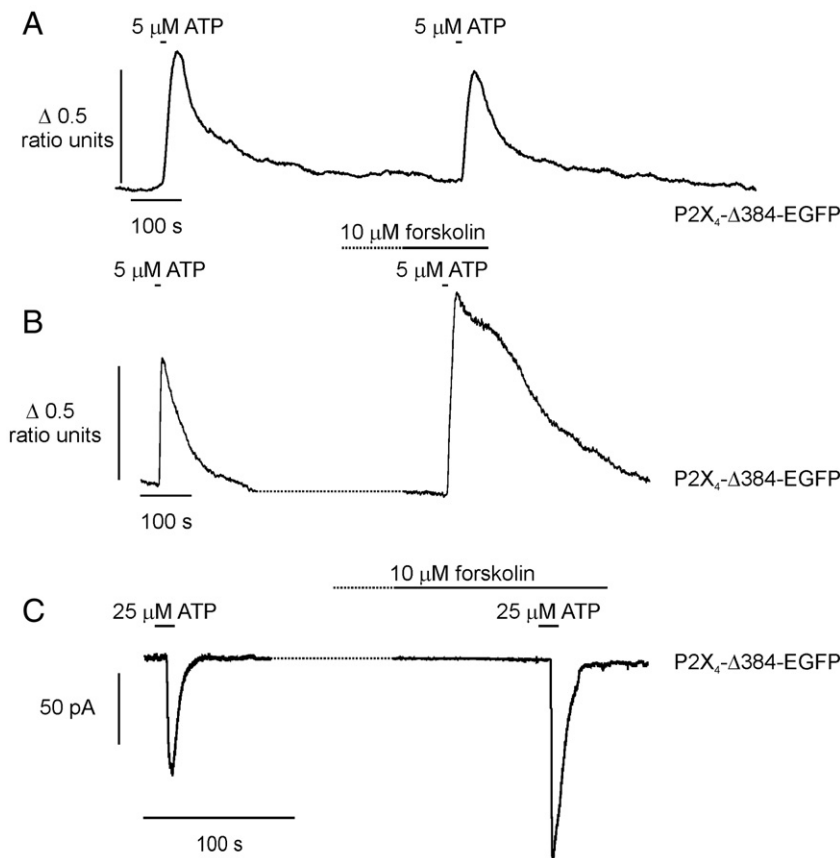 A
5 μM ATP
5 μM ATP
Δ 0.5
ratio units
100 s
P2X₄-Δ384-EGFP
10 μM forskolin
5 μM ATP
5 μM ATP
B
Δ 0.5
ratio units
P2X₄-Δ384-EGFP
100 s
10 μM forskolin
C
25 μM ATP
25 μM ATP
P2X₄-Δ384-EGFP
50 pA
100 s